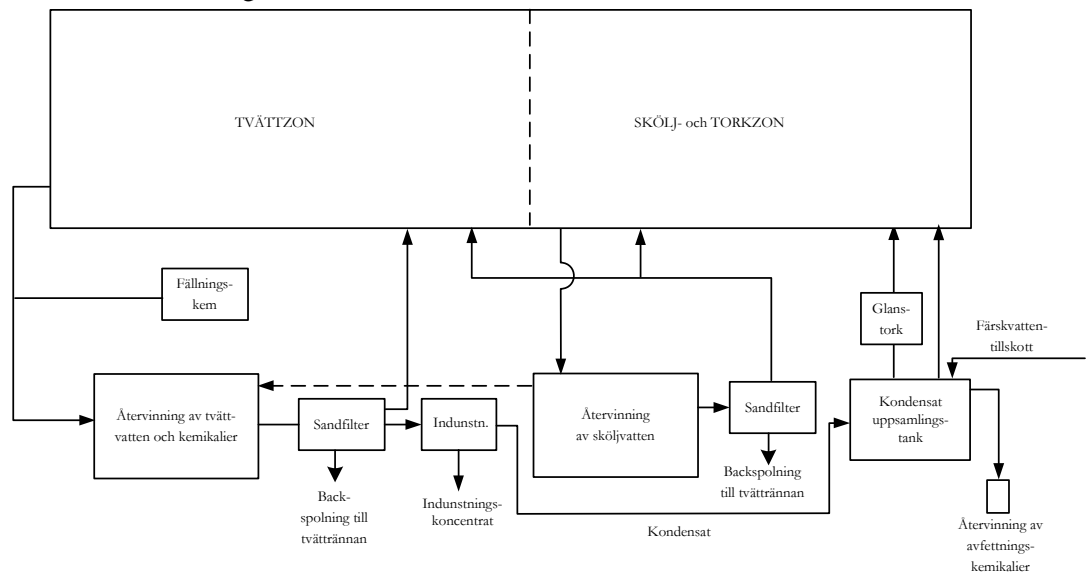 TVÄTTZON
SKÖLJ- och TORKZON
Fällnings-
kem
Glans-
tork
Färskvatten-
tillskott
Återvinning av tvätt-
vatten och kemikalier
Sandfilter
Indunstn.
Återvinning
av sköljvatten
Sandfilter
Kondensat
uppsamlings-
tank
Back-
spolning till
tvättrännan
Indunstnings-
koncentrat
Backspolning
till tvättrännan
Kondensat
Återvinning av
avfettnings-
kemikalier